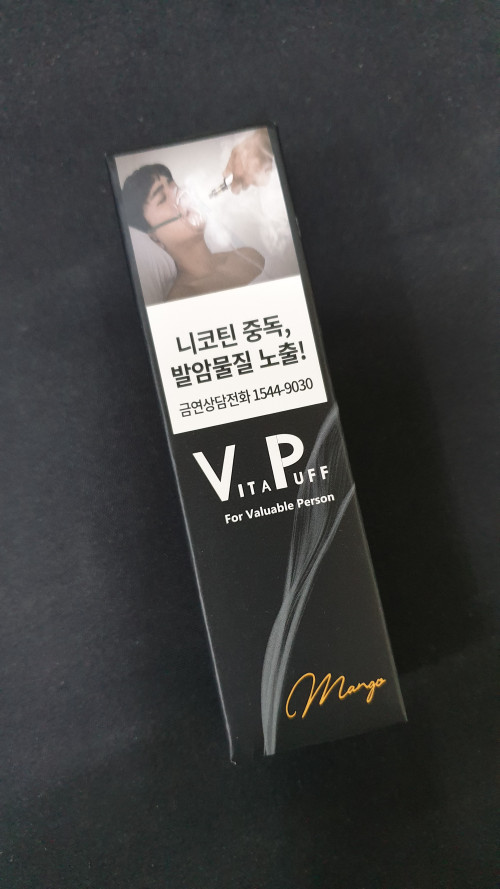 니코틴 중독,
발암물질 노출!
금연상담전화 1544-9030
VITAPUFF
For Valuable Person
Mango